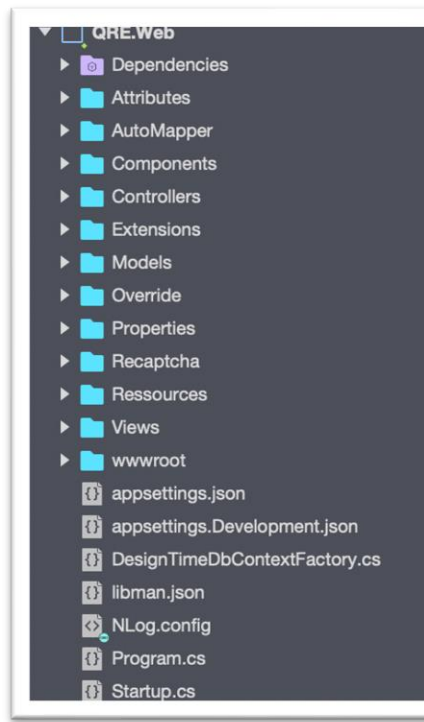 QRE.Web
Dependencies
Attributes
AutoMapper
Components
Controllers
Extensions
Models
Override
Properties
Recaptcha
Ressources
Views
wwwroot
appsettings.json
appsettings.Development.json
DesignTimeDbContextFactory.cs
libman.json
NLog.config
Program.cs
Startup.cs